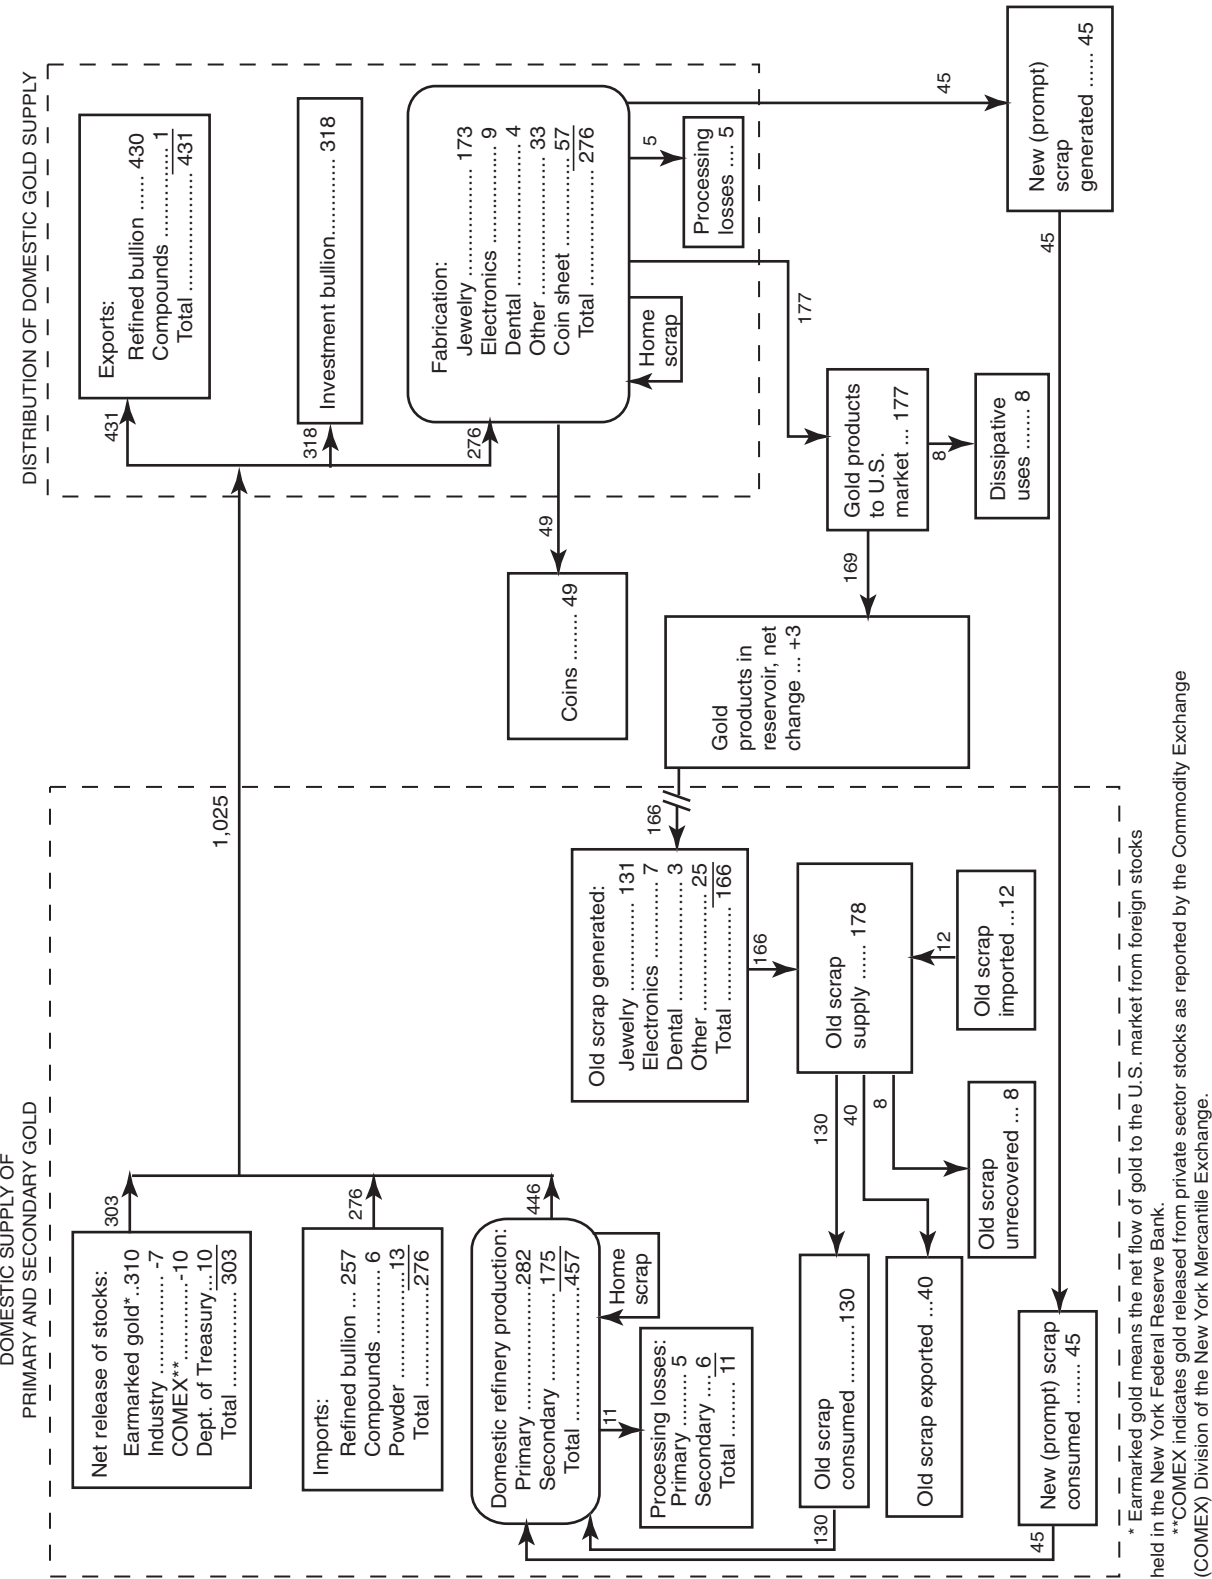 DOMESTIC SUPPLY OF
PRIMARY AND SECONDARY GOLD
Net release of stocks:
Earmarked gold*..310
Industry ..............-7
COMEX** ............-10
Dept. of Treasury... 10
Total .................. 303
303
Imports:
Refined bullion ... 257
Compounds ........ 6
Powder ............. 13
Total ................. 276
276
Domestic refinery production:
Primary ............... 282
Secondary .......... 175
Total ................... 457
446
Home
scrap
11
Processing losses:
Primary ........ 5
Secondary .... 6
Total ........... 11
1,025
Old scrap generated:
Jewelry .............. 131
Electronics ............ 7
Dental ................... 3
Other ................... 25
Total .................. 166
166
166
Old scrap
supply ...... 178
12
Old scrap
imported ...12
130
40
8
Old scrap
unrecovered ... 8
Old scrap
consumed ..........130
130
Old scrap exported ...40
New (prompt) scrap
consumed ........ 45
45
DISTRIBUTION OF DOMESTIC GOLD SUPPLY
431
Exports:
Refined bullion ...... 430
Compounds .............. 1
Total .................... 431
318
Investment bullion............ 318
276
Fabrication:
Jewelry ................ 173
Electronics .............. 9
Dental ..................... 4
Other ..................... 33
Coin sheet ............. 57
Total .................... 276
Home
scrap
5
Processing
losses .... 5
49
Coins ......... 49
177
Gold products
to U.S.
market ... 177
8
Dissipative
uses ....... 8
169
Gold
products in
reservoir, net
change ... +3
45
New (prompt)
scrap
generated ...... 45
45
* Earmarked gold means the net flow of gold to the U.S. market from foreign stocks
held in the New York Federal Reserve Bank.
**COMEX indicates gold released from private sector stocks as reported by the Commodity Exchange
(COMEX) Division of the New York Mercantile Exchange.